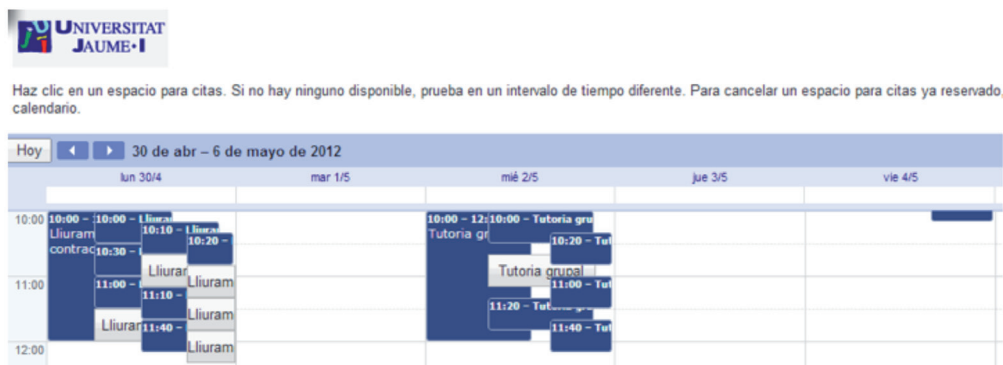 UNIVERSITAT
JAUME•I
Haz clic en un espacio para citas. Si no hay ninguno disponible, prueba en un intervalo de tiempo diferente. Para cancelar un espacio para citas ya reservado,
calendario.
Hoy 30 de abr – 6 de mayo de 2012
lun 30/4 mar 1/5 mié 2/5 jue 3/5 vie 4/5
10:00
10:00 –
Lliuram
contrac
10:00 – Lliuram
10:10 – Lliuram
10:20 –
10:30 –
Lliuram
Lliuram
11:00
11:00 –
11:10 –
Lliuram
Lliuram
11:40 –
Lliuram
12:00
10:00 – 12:
Tutoria gr
10:00 – Tutoria gru
10:20 – Tut
Tutoria grupal
11:00 – Tut
11:20 – Tutoria gru
11:40 – Tut